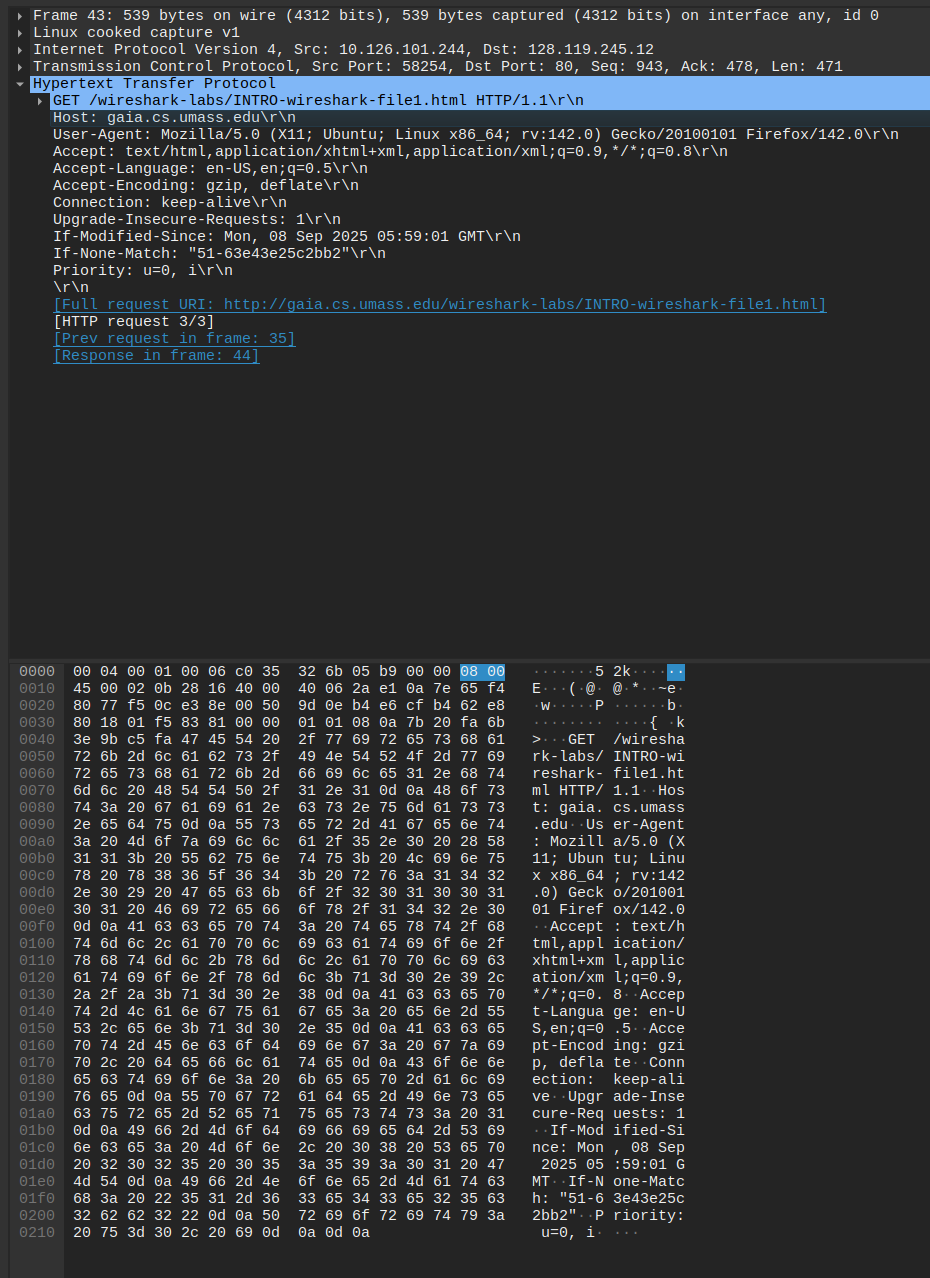 Frame 43: 539 bytes on wire (4312 bits), 539 bytes captured (4312 bits) on interface any, id 0
Linux cooked capture v1
Internet Protocol Version 4, Src: 10.126.101.244, Dst: 128.119.245.12
Transmission Control Protocol, Src Port: 58254, Dst Port: 80, Seq: 943, Ack: 478, Len: 471
Hypertext Transfer Protocol
GET /wireshark-labs/INTRO-wireshark-file1.html HTTP/1.1\r\n
Host: gaia.cs.umass.edu\r\n
User-Agent: Mozilla/5.0 (X11; Ubuntu; Linux x86_64; rv:142.0) Gecko/20100101 Firefox/142.0\r\n
Accept: text/html,application/xhtml+xml,application/xml;q=0.9,*/*;q=0.8\r\n
Accept-Language: en-US,en;q=0.5\r\n
Accept-Encoding: gzip, deflate\r\n
Connection: keep-alive\r\n
Upgrade-Insecure-Requests: 1\r\n
If-Modified-Since: Mon, 08 Sep 2025 05:59:01 GMT\r\n
If-None-Match: "51-63e43e25c2bb2"\r\n
Priority: u=0, i\r\n
\r\n
[Full request URI: http://gaia.cs.umass.edu/wireshark-labs/INTRO-wireshark-file1.html]
[HTTP request 3/3]
[Prev request in frame: 35]
[Response in frame: 44]
0000 00 04 00 01 00 06 c0 35 32 6b 05 b9 00 00 08 00 ·······5 2k······
0010 45 00 02 0b 28 16 40 00 40 06 2a e1 0a 7e 65 f4 E···(·@· @·*··~e·
0020 80 77 f5 0c e3 8e 00 50 9d 0e b4 e6 cf b4 62 e8 ·w·····P ······b·
0030 80 18 01 f5 83 81 00 00 01 01 08 0a 7b 20 fa 6b ········ ····{ ·k
0040 3e 9b c5 fa 47 45 54 20 2f 77 69 72 65 73 68 61 >···GET /wiresha
0050 72 6b 2d 6c 61 62 73 2f 49 4e 54 52 4f 2d 77 69 rk-labs/ INTRO-wi
0060 72 65 73 68 61 72 6b 2d 66 69 6c 65 31 2e 68 74 reshark- file1.ht
0070 6d 6c 20 48 54 54 50 2f 31 2e 31 0d 0a 48 6f 73 ml HTTP/ 1.1··Hos
0080 74 3a 20 67 61 69 61 2e 63 73 2e 75 6d 61 73 73 t: gaia. cs.umass
0090 2e 65 64 75 0d 0a 55 73 65 72 2d 41 67 65 6e 74 .edu··Us er-Agent
00a0 3a 20 4d 6f 7a 69 6c 6c 61 2f 35 2e 30 20 28 58 : Mozill a/5.0 (X
00b0 31 31 3b 20 55 62 75 6e 74 75 3b 20 4c 69 6e 75 11; Ubun tu; Linu
00c0 78 20 78 38 36 5f 36 34 3b 20 72 76 3a 31 34 32 x x86_64 ; rv:142
00d0 2e 30 29 20 47 65 63 6b 6f 2f 32 30 31 30 30 31 .0) Geck o/201001
00e0 30 31 20 46 69 72 65 66 6f 78 2f 31 34 32 2e 30 01 Firef ox/142.0
00f0 0d 0a 41 63 63 65 70 74 3a 20 74 65 78 74 2f 68 ··Accept : text/h
0100 74 6d 6c 2c 61 70 70 6c 69 63 61 74 69 6f 6e 2f tml,appl ication/
0110 78 68 74 6d 6c 2b 78 6d 6c 2c 61 70 70 6c 69 63 xhtml+xm l,applic
0120 61 74 69 6f 6e 2f 78 6d 6c 3b 71 3d 30 2e 39 2c ation/xm l;q=0.9,
0130 2a 2f 2a 3b 71 3d 30 2e 38 0d 0a 41 63 63 65 70 */*;q=0. 8··Accep
0140 74 2d 4c 61 6e 67 75 61 67 65 3a 20 65 6e 2d 55 t-Langua ge: en-U
0150 53 2c 65 6e 3b 71 3d 30 2e 35 0d 0a 41 63 63 65 S,en;q=0 .5··Acce
0160 70 74 2d 45 6e 63 6f 64 69 6e 67 3a 20 67 7a 69 pt-Encod ing: gzi
0170 70 2c 20 64 65 66 6c 61 74 65 0d 0a 43 6f 6e 6e p, defla te··Conn
0180 65 63 74 69 6f 6e 3a 20 6b 65 65 70 2d 61 6c 69 ection: keep-ali
0190 76 65 0d 0a 55 70 67 72 61 64 65 2d 49 6e 73 65 ve··Upgr ade-Inse
01a0 63 75 72 65 2d 52 65 71 75 65 73 74 73 3a 20 31 cure-Req uests: 1
01b0 0d 0a 49 66 2d 4d 6f 64 69 66 69 65 64 2d 53 69 ··If-Mod ified-Si
01c0 6e 63 65 3a 20 4d 6f 6e 2c 20 30 38 20 53 65 70 nce: Mon , 08 Sep
01d0 20 32 30 32 35 20 30 35 3a 35 39 3a 30 31 20 47 2025 05 :59:01 G
01e0 4d 54 0d 0a 49 66 2d 4e 6f 6e 65 2d 4d 61 74 63 MT··If-N one-Matc
01f0 68 3a 20 22 35 31 2d 36 33 65 34 33 65 32 35 63 h: "51-6 3e43e25c
0200 32 62 62 32 22 0d 0a 50 72 69 6f 72 69 74 79 3a 2bb2"··P riority:
0210 20 75 3d 30 2c 20 69 0d 0a 0d 0a u=0, i· ···